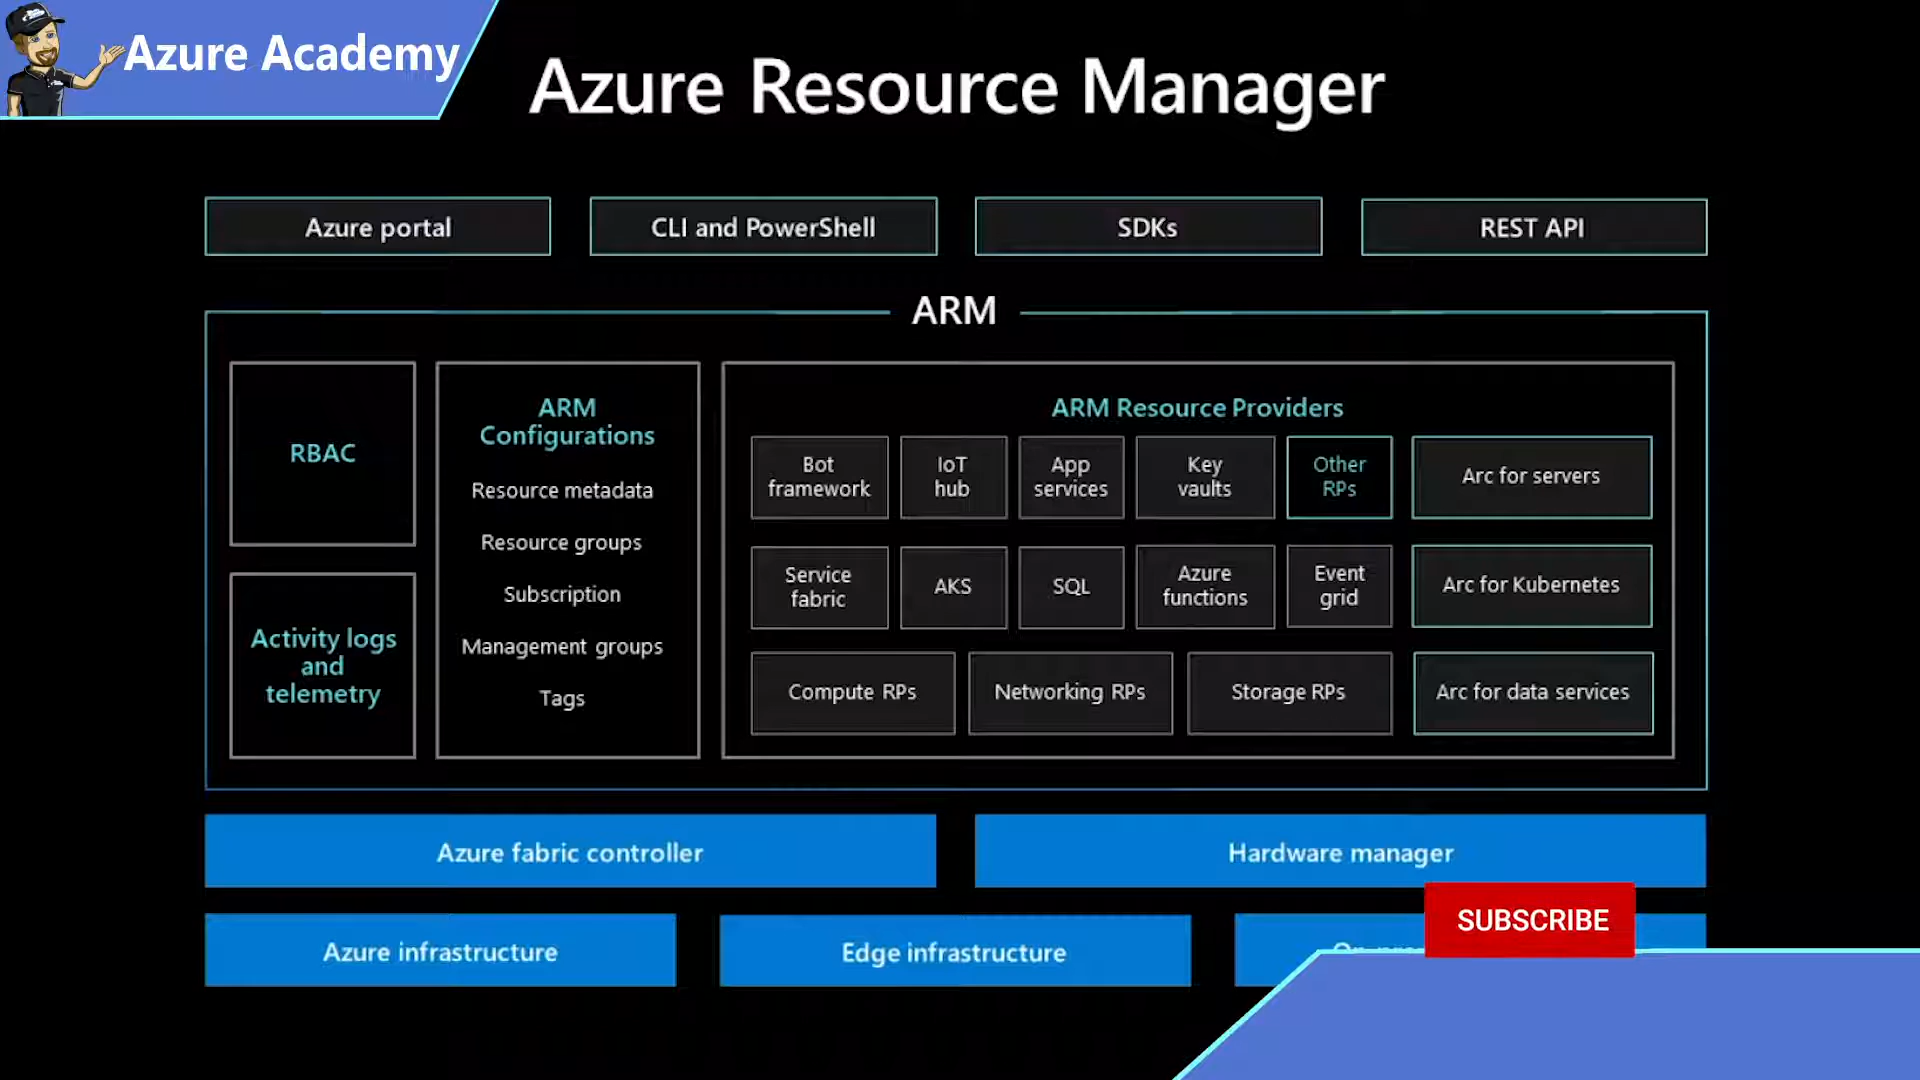 Azure Academy
Azure Resource Manager
Azure portal
CLI and PowerShell
SDKs
REST API
ARM
RBAC
Activity logs
and
telemetry
ARM
Configurations
Resource metadata
Resource groups
Subscription
Management groups
Tags
ARM Resource Providers
Bot
framework
IoT
hub
App
services
Key
vaults
Other
RPs
Arc for servers
Service
fabric
AKS
SQL
Azure
functions
Event
grid
Arc for Kubernetes
Compute RPs
Networking RPs
Storage RPs
Arc for data services
Azure fabric controller
Hardware manager
Azure infrastructure
Edge infrastructure
SUBSCRIBE